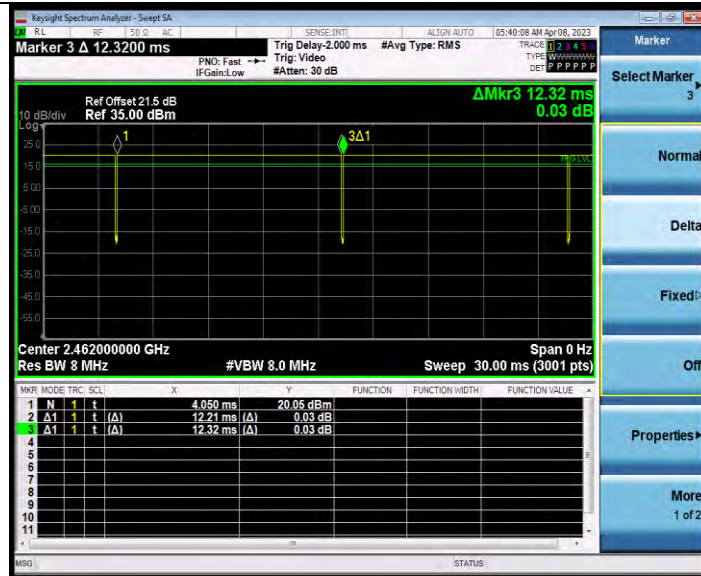 Keysight Spectrum Analyzer - Swept SA
LXI RL RF 50 Ω AC SENSE:INT ALIGN AUTO 05:40:08 AM Apr 08, 2023
Marker 3 Δ 12.3200 ms
PNO: Fast
IFGain:Low
Trig Delay-2.000 ms
Trig: Video
#Atten: 30 dB
#Avg Type: RMS
TRACE 1 2 3 4 5 6
TYPE WWWWWW
DET P P P P P P
Ref Offset 21.5 dB
10 dB/div Ref 35.00 dBm
Log
ΔMkr3 12.32 ms
0.03 dB
1
3Δ1
TRIG LVL
25.0
15.0
5.00
-5.00
-15.0
-25.0
-35.0
-45.0
-55.0
Center 2.462000000 GHz Span 0 Hz
Res BW 8 MHz #VBW 8.0 MHz Sweep 30.00 ms (3001 pts)
MKR MODE TRC SCL X Y FUNCTION FUNCTION WIDTH FUNCTION VALUE
1 N 1 t 4.050 ms 20.05 dBm
2 Δ1 1 t (Δ) 12.21 ms (Δ) 0.03 dB
3 Δ1 1 t (Δ) 12.32 ms (Δ) 0.03 dB
4
5
6
7
8
9
10
11
MSG STATUS
Marker
Select Marker
3
Normal
Delta
Fixed
Off
Properties
More
1 of 2